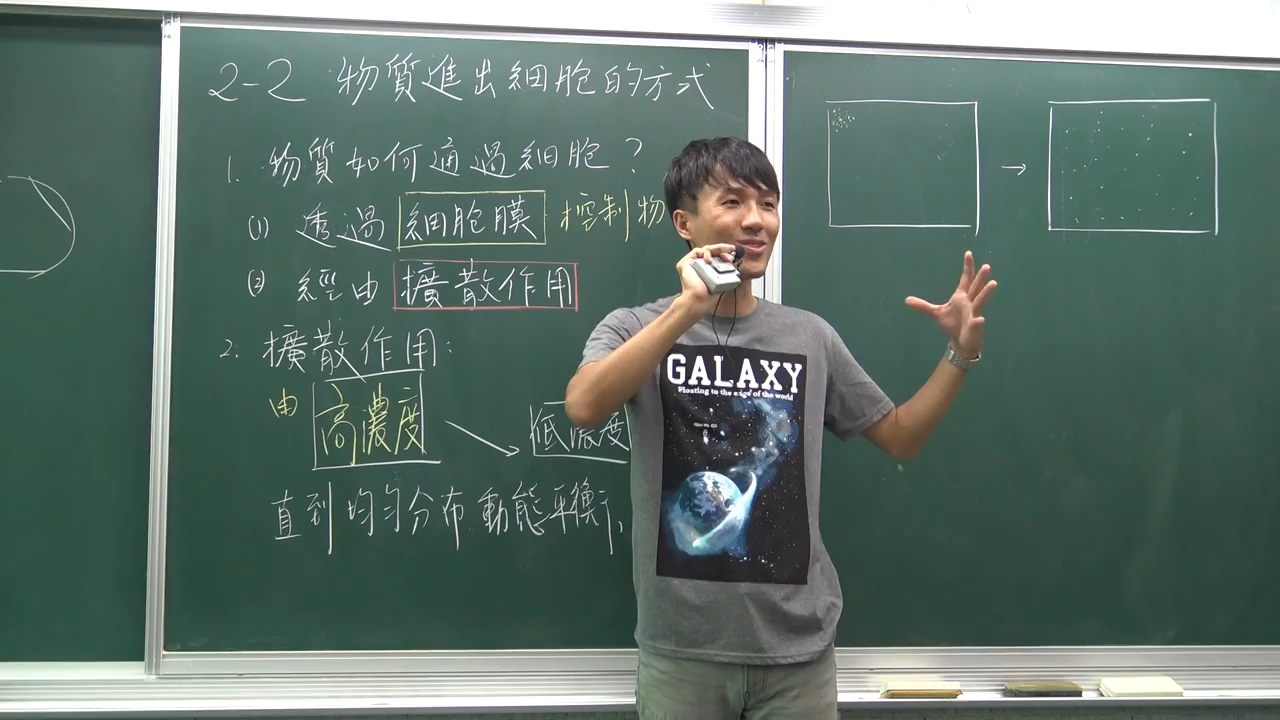 2-2 物質進出細胞的方式
1. 物質如何通過細胞？
(1) 透過 細胞膜 控制物
(2) 經由 擴散作用
2. 擴散作用：
由 高濃度 → 低濃度
直到均勻分布 動能平衡
→
GALAXY
Floating to the edge of the world